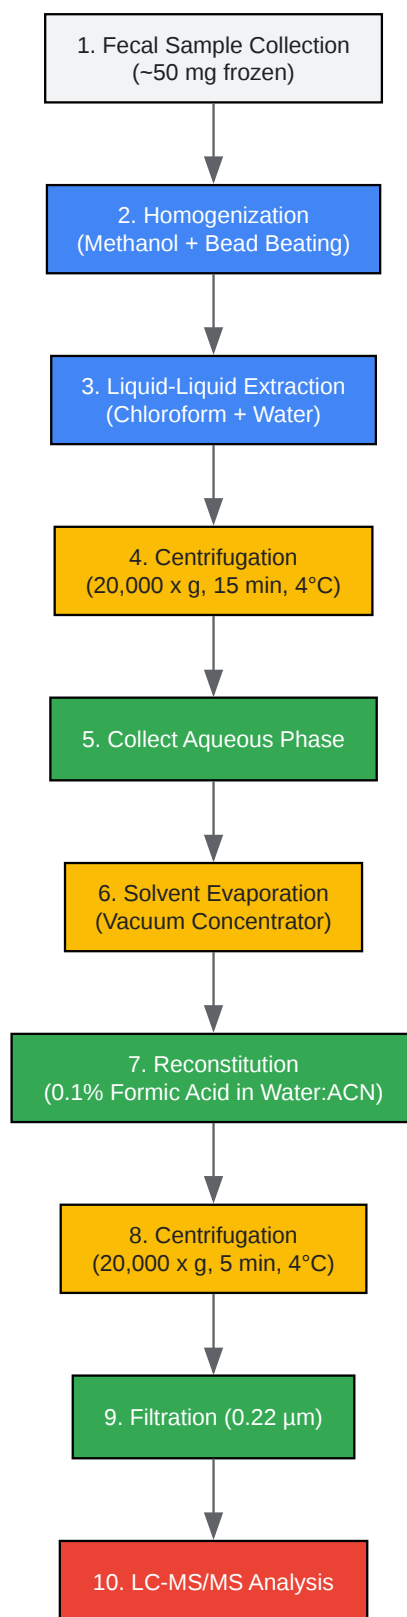 1. Fecal Sample Collection
(~50 mg frozen)
2. Homogenization
(Methanol + Bead Beating)
3. Liquid-Liquid Extraction
(Chloroform + Water)
4. Centrifugation
(20,000 x g, 15 min, 4°C)
5. Collect Aqueous Phase
6. Solvent Evaporation
(Vacuum Concentrator)
7. Reconstitution
(0.1% Formic Acid in Water:ACN)
8. Centrifugation
(20,000 x g, 5 min, 4°C)
9. Filtration (0.22 µm)
10. LC-MS/MS Analysis